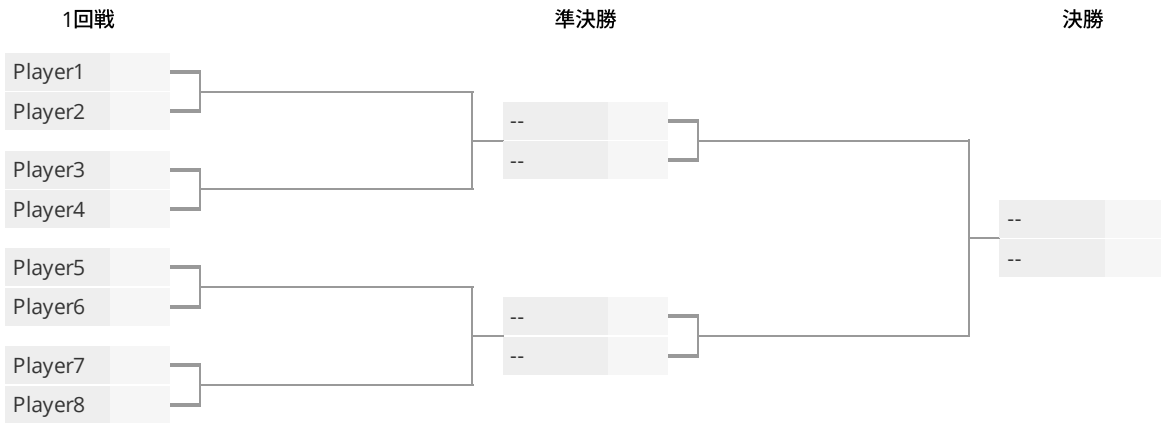 1回戦
準決勝
決勝
Player1
Player2
Player3
Player4
Player5
Player6
Player7
Player8
--
--
--
--
--
--